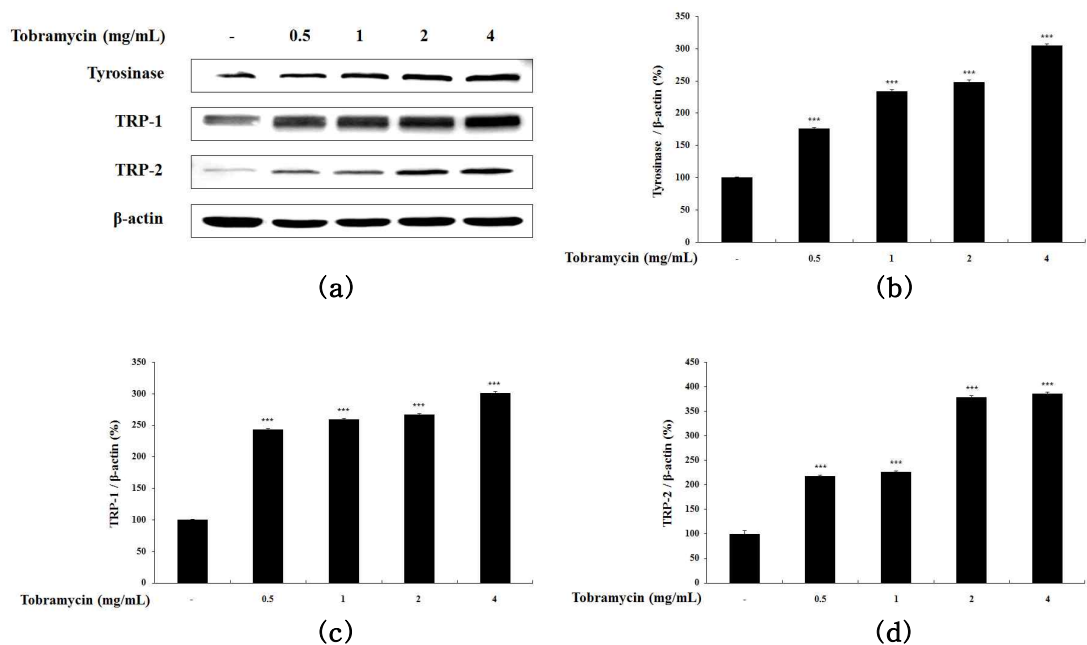 Tobramycin (mg/mL) - 0.5 1 2 4
Tyrosinase
TRP-1
TRP-2
β-actin
(a)
Tyrosinase / β-actin (%)
350
300
250
200
150
100
50
0
***
***
***
***
Tobramycin (mg/mL) - 0.5 1 2 4
(b)
TRP-1 / β-actin (%)
350
300
250
200
150
100
50
0
***
***
***
***
Tobramycin (mg/mL) - 0.5 1 2 4
(c)
TRP-2 / β-actin (%)
450
400
350
300
250
200
150
100
50
0
***
***
***
***
Tobramycin (mg/mL) - 0.5 1 2 4
(d)